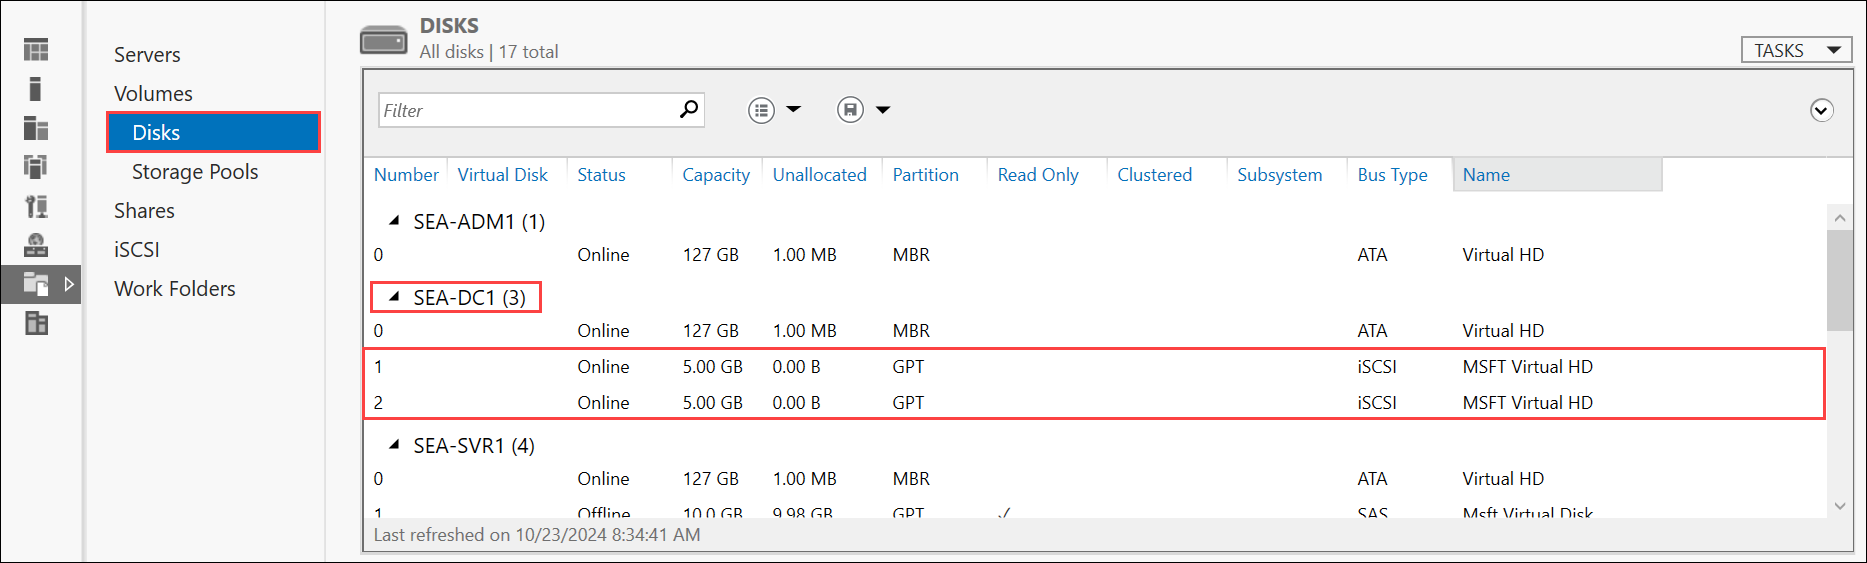 DISKS
All disks | 17 total
TASKS
Servers
Volumes
Disks
Storage Pools
Shares
iSCSI
Work Folders
Filter
Number Virtual Disk Status Capacity Unallocated Partition Read Only Clustered Subsystem Bus Type Name
SEA-ADM1 (1)
0 Online 127 GB 1.00 MB MBR ATA Virtual HD
SEA-DC1 (3)
0 Online 127 GB 1.00 MB MBR ATA Virtual HD
1 Online 5.00 GB 0.00 B GPT iSCSI MSFT Virtual HD
2 Online 5.00 GB 0.00 B GPT iSCSI MSFT Virtual HD
SEA-SVR1 (4)
0 Online 127 GB 1.00 MB MBR ATA Virtual HD
1 Offline 10.0 GB 9.98 GB GPT ✓ SAS Msft Virtual Disk
Last refreshed on 10/23/2024 8:34:41 AM